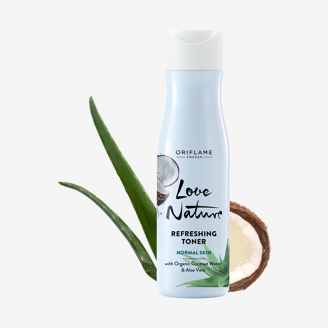 ORIFLAME
SWEDEN
Love
Nature
REFRESHING
TONER
NORMAL SKIN
with Organic Coconut Water
& Aloe Vera